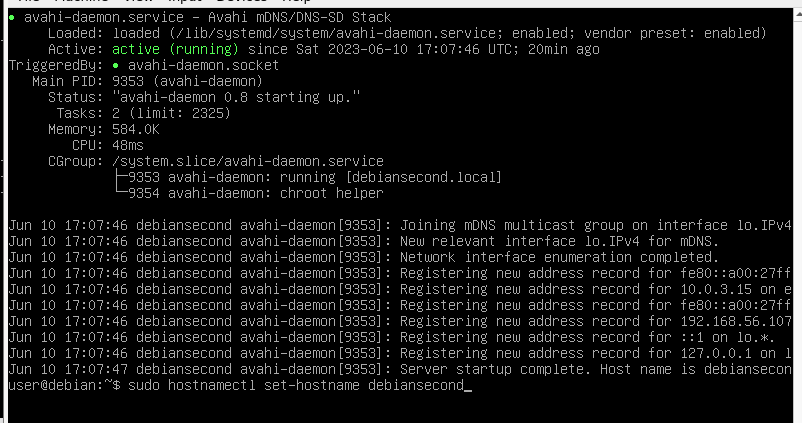 ● avahi-daemon.service - Avahi mDNS/DNS-SD Stack
Loaded: loaded (/lib/systemd/system/avahi-daemon.service; enabled; vendor preset: enabled)
Active: active (running) since Sat 2023-06-10 17:07:46 UTC; 20min ago
TriggeredBy: ● avahi-daemon.socket
Main PID: 9353 (avahi-daemon)
Status: "avahi-daemon 0.8 starting up."
Tasks: 2 (limit: 2325)
Memory: 584.0K
CPU: 48ms
CGroup: /system.slice/avahi-daemon.service
├─9353 avahi-daemon: running [debiansecond.local]
└─9354 avahi-daemon: chroot helper
Jun 10 17:07:46 debiansecond avahi-daemon[9353]: Joining mDNS multicast group on interface lo.IPv4
Jun 10 17:07:46 debiansecond avahi-daemon[9353]: New relevant interface lo.IPv4 for mDNS.
Jun 10 17:07:46 debiansecond avahi-daemon[9353]: Network interface enumeration completed.
Jun 10 17:07:46 debiansecond avahi-daemon[9353]: Registering new address record for fe80::a00:27ff
Jun 10 17:07:46 debiansecond avahi-daemon[9353]: Registering new address record for 10.0.3.15 on e
Jun 10 17:07:46 debiansecond avahi-daemon[9353]: Registering new address record for fe80::a00:27ff
Jun 10 17:07:46 debiansecond avahi-daemon[9353]: Registering new address record for 192.168.56.107
Jun 10 17:07:46 debiansecond avahi-daemon[9353]: Registering new address record for ::1 on lo.*.
Jun 10 17:07:46 debiansecond avahi-daemon[9353]: Registering new address record for 127.0.0.1 on l
Jun 10 17:07:47 debiansecond avahi-daemon[9353]: Server startup complete. Host name is debiansecon
user@debian:~$ sudo hostnamectl set-hostname debiansecond_